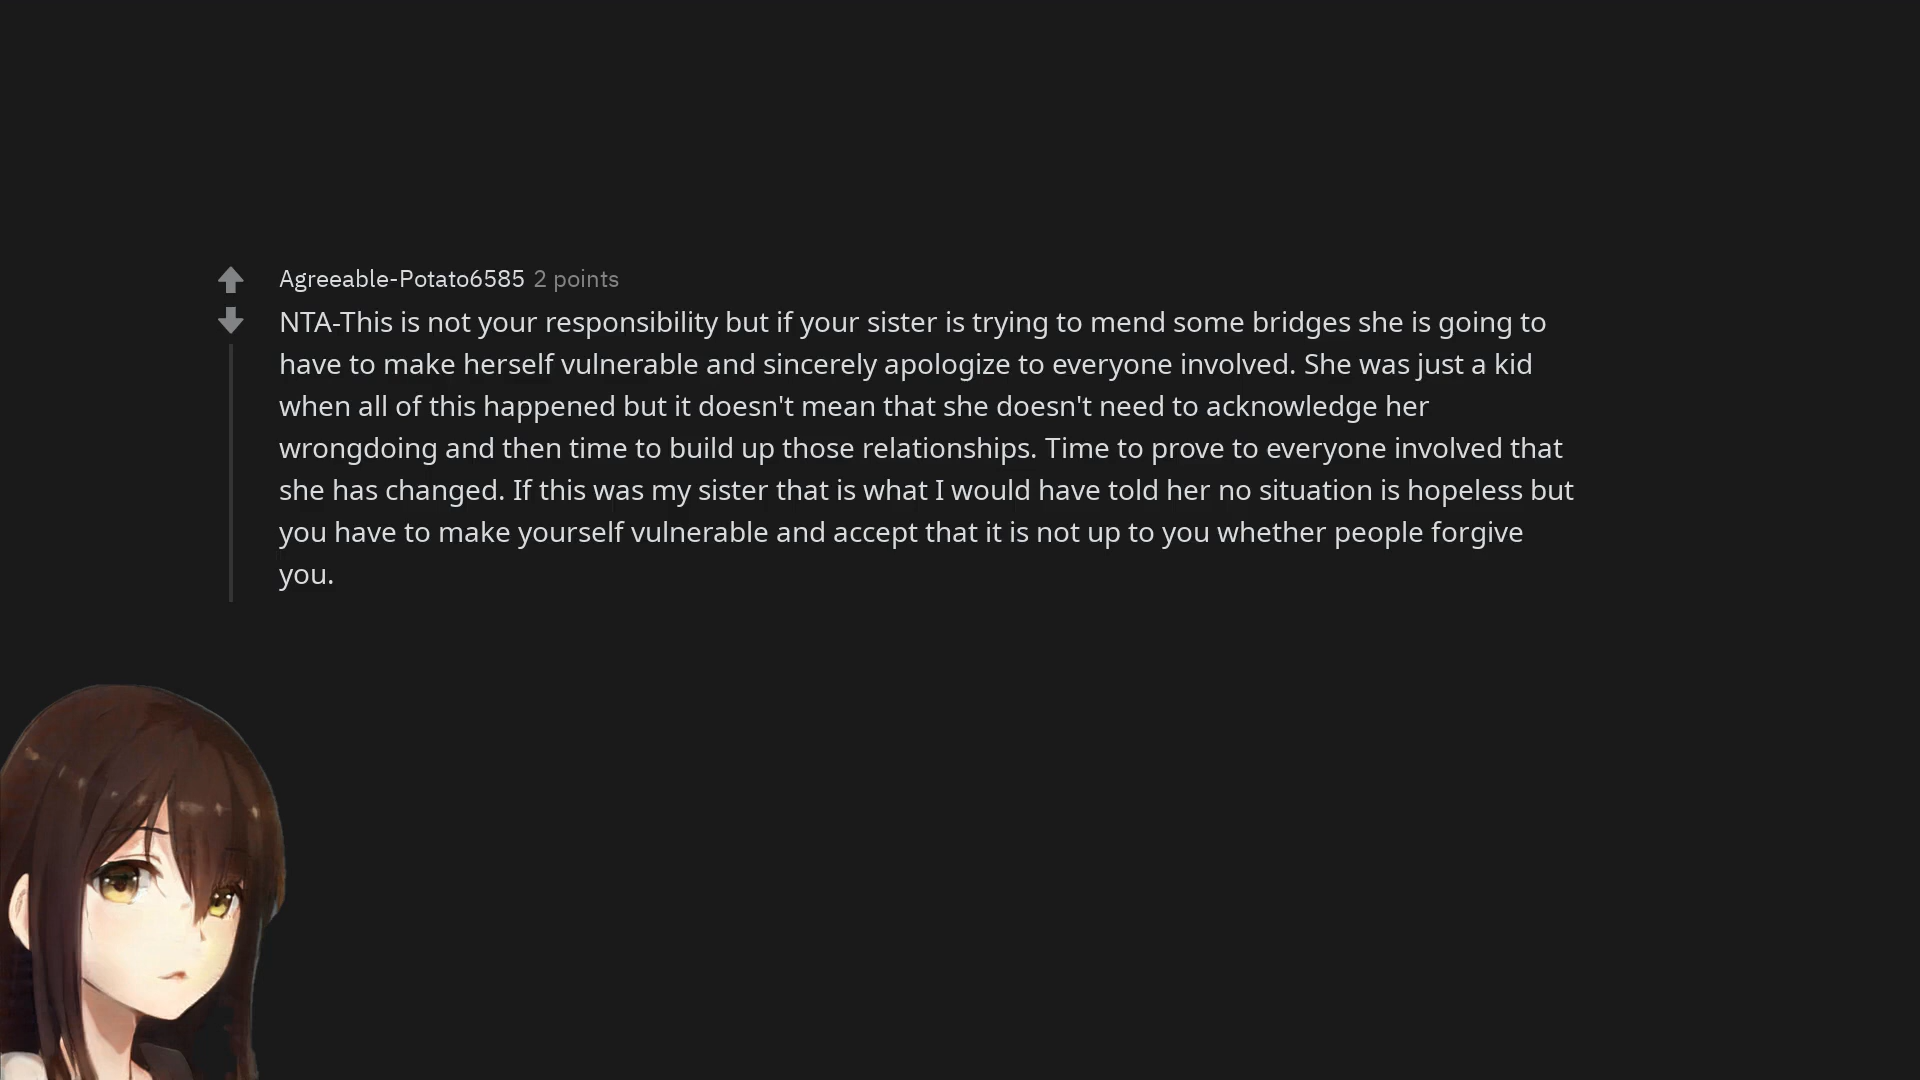 Agreeable-Potato6585 2 points
NTA-This is not your responsibility but if your sister is trying to mend some bridges she is going to
have to make herself vulnerable and sincerely apologize to everyone involved. She was just a kid
when all of this happened but it doesn't mean that she doesn't need to acknowledge her
wrongdoing and then time to build up those relationships. Time to prove to everyone involved that
she has changed. If this was my sister that is what I would have told her no situation is hopeless but
you have to make yourself vulnerable and accept that it is not up to you whether people forgive
you.